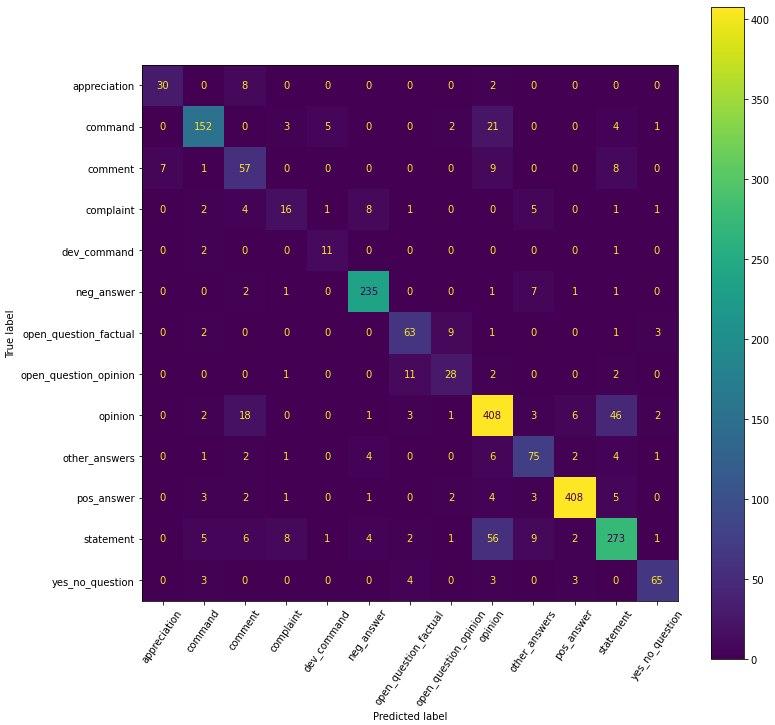 appreciation 30 0 8 0 0 0 0 0 2 0 0 0 0
command 0 152 0 3 5 0 0 2 21 0 0 4 1
comment 7 1 57 0 0 0 0 0 9 0 0 8 0
complaint 0 2 4 16 1 8 1 0 0 5 0 1 1
dev_command 0 2 0 0 11 0 0 0 0 0 0 1 0
neg_answer 0 0 2 1 0 235 0 0 1 7 1 1 0
open_question_factual 0 2 0 0 0 0 63 9 1 0 0 1 3
open_question_opinion 0 0 0 1 0 0 11 28 2 0 0 2 0
opinion 0 2 18 0 0 1 3 1 408 3 6 46 2
other_answers 0 1 2 1 0 4 0 0 6 75 2 4 1
pos_answer 0 3 2 1 0 1 0 2 4 3 408 5 0
statement 0 5 6 8 1 4 2 1 56 9 2 273 1
yes_no_question 0 3 0 0 0 0 4 0 3 0 3 0 65
True label
appreciation command comment complaint dev_command neg_answer open_question_factual open_question_opinion opinion other_answers pos_answer statement yes_no_question
Predicted label
400
350
300
250
200
150
100
50
0